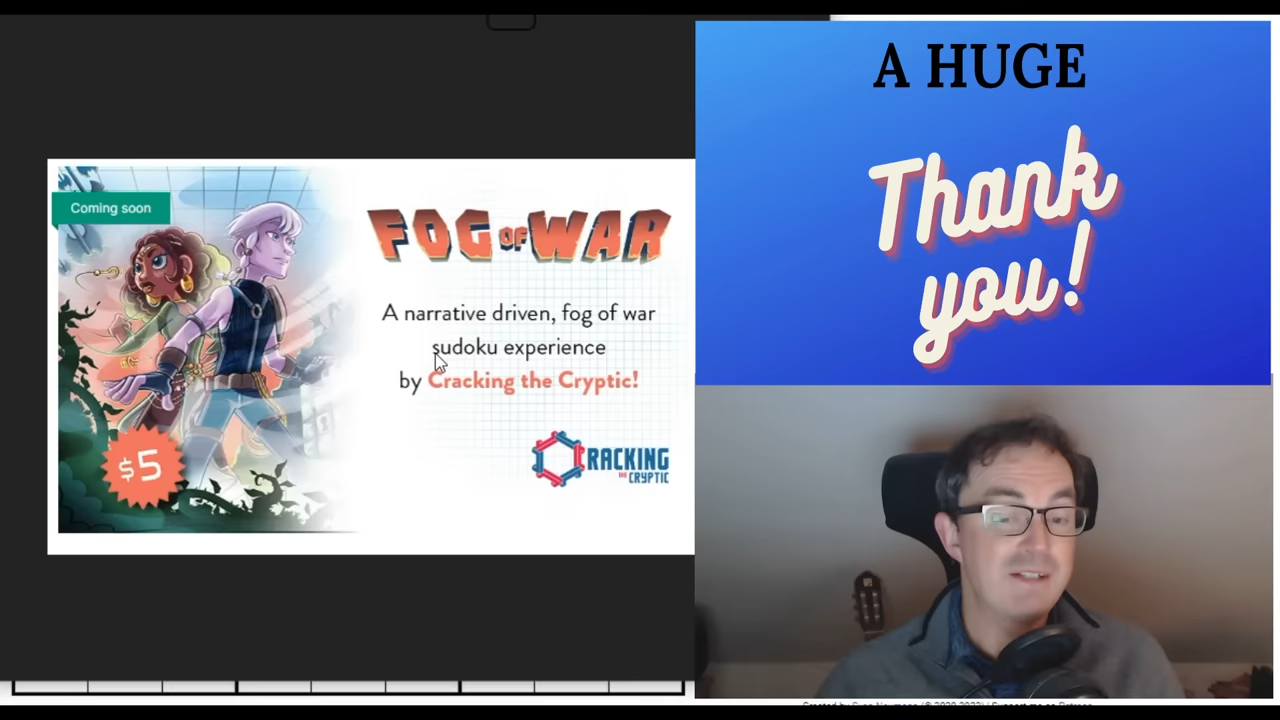 Coming soon
FOG OF WAR
A narrative driven, fog of war
sudoku experience
by Cracking the Cryptic!
$5
CRACKING
THE CRYPTIC
A HUGE
Thank
you!